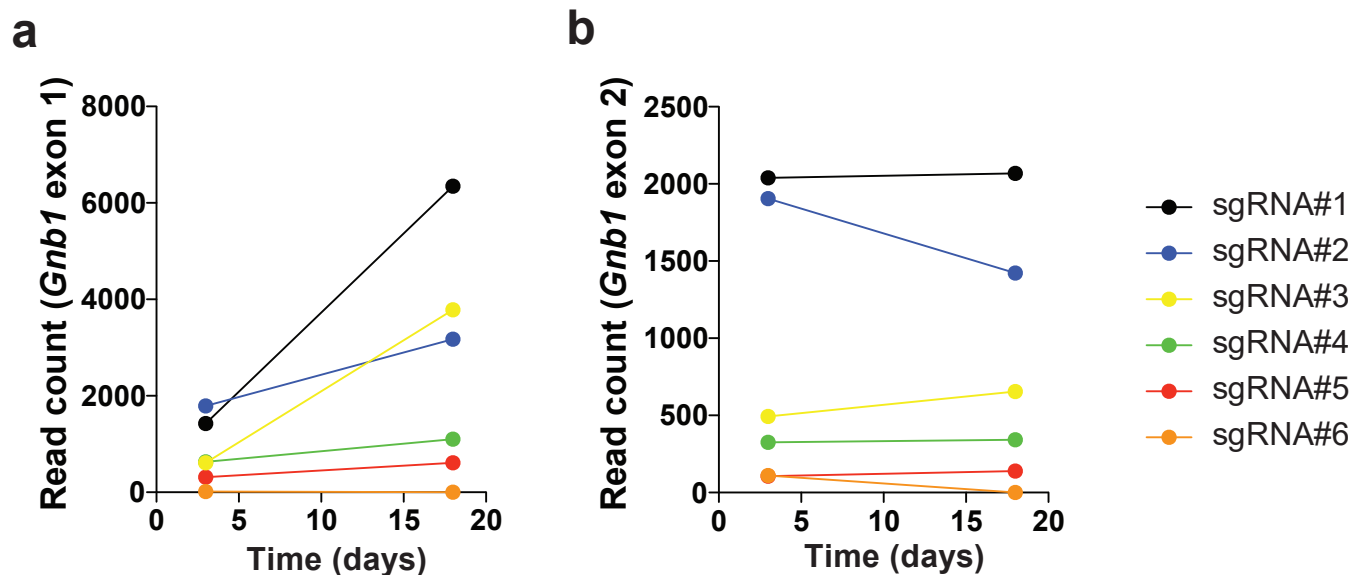 a
Read count (Gnb1 exon 1)
8000
6000
4000
2000
0
0 5 10 15 20
Time (days)
b
Read count (Gnb1 exon 2)
2500
2000
1500
1000
500
0
0 5 10 15 20
Time (days)
sgRNA#1
sgRNA#2
sgRNA#3
sgRNA#4
sgRNA#5
sgRNA#6